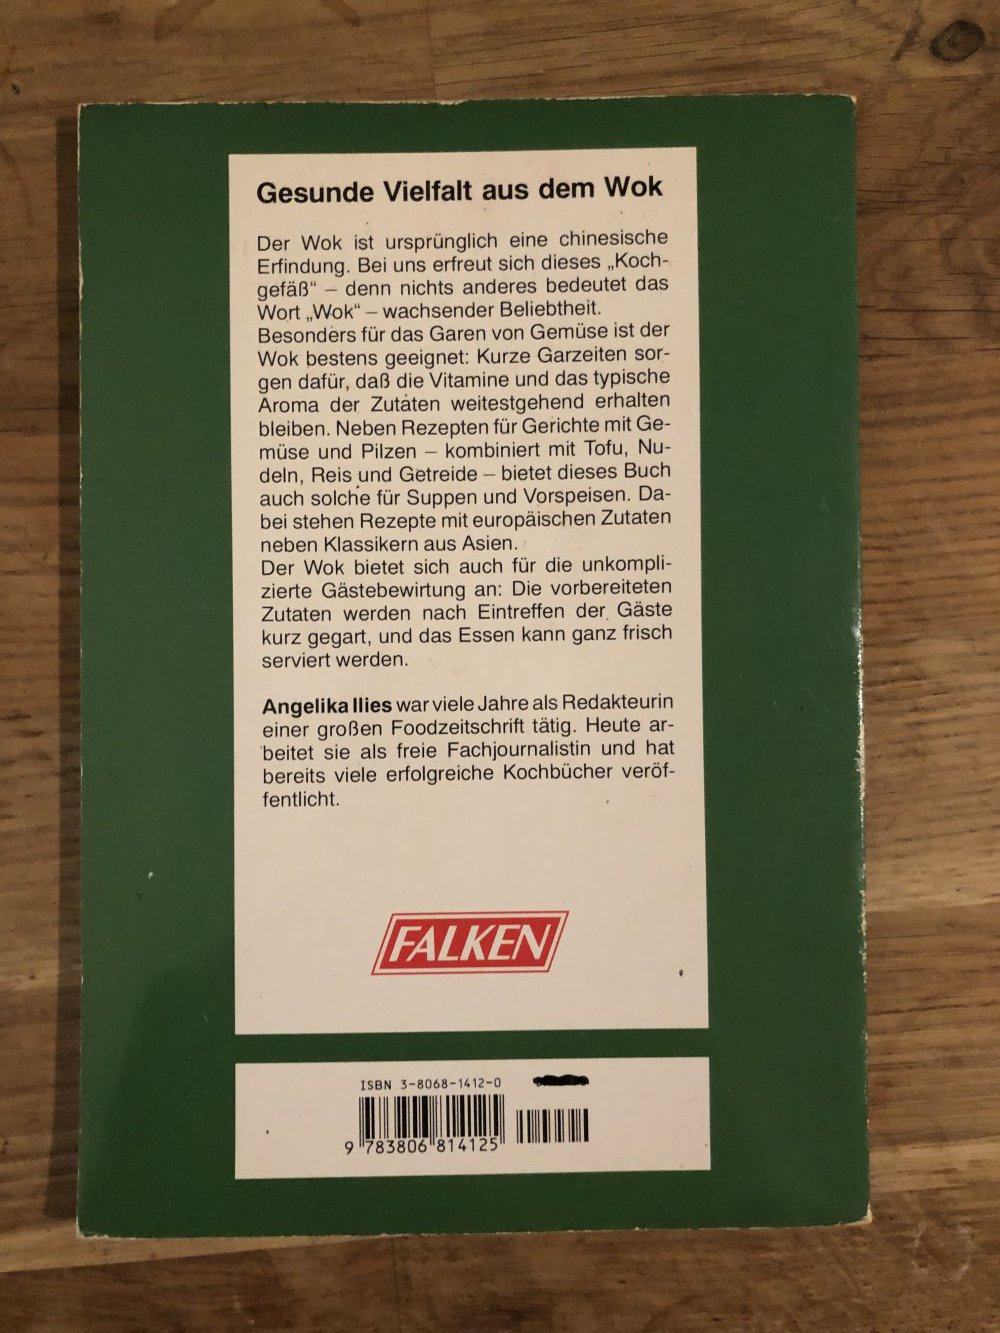 Gesunde Vielfalt aus dem Wok
Der Wok ist ursprünglich eine chinesische
Erfindung. Bei uns erfreut sich dieses „Koch-
gefäß“ – denn nichts anderes bedeutet das
Wort „Wok“ – wachsender Beliebtheit.
Besonders für das Garen von Gemüse ist der
Wok bestens geeignet: Kurze Garzeiten sor-
gen dafür, daß die Vitamine und das typische
Aroma der Zutaten weitestgehend erhalten
bleiben. Neben Rezepten für Gerichte mit Ge-
müse und Pilzen – kombiniert mit Tofu, Nu-
deln, Reis und Getreide – bietet dieses Buch
auch solche für Suppen und Vorspeisen. Da-
bei stehen Rezepte mit europäischen Zutaten
neben Klassikern aus Asien.
Der Wok bietet sich auch für die unkompli-
zierte Gästebewirtung an: Die vorbereiteten
Zutaten werden nach Eintreffen der Gäste
kurz gegart, und das Essen kann ganz frisch
serviert werden.
Angelika Ilies war viele Jahre als Redakteurin
einer großen Foodzeitschrift tätig. Heute ar-
beitet sie als freie Fachjournalistin und hat
bereits viele erfolgreiche Kochbücher veröf-
fentlicht.
FALKEN
ISBN 3-8068-1412-0
9 783806 814125